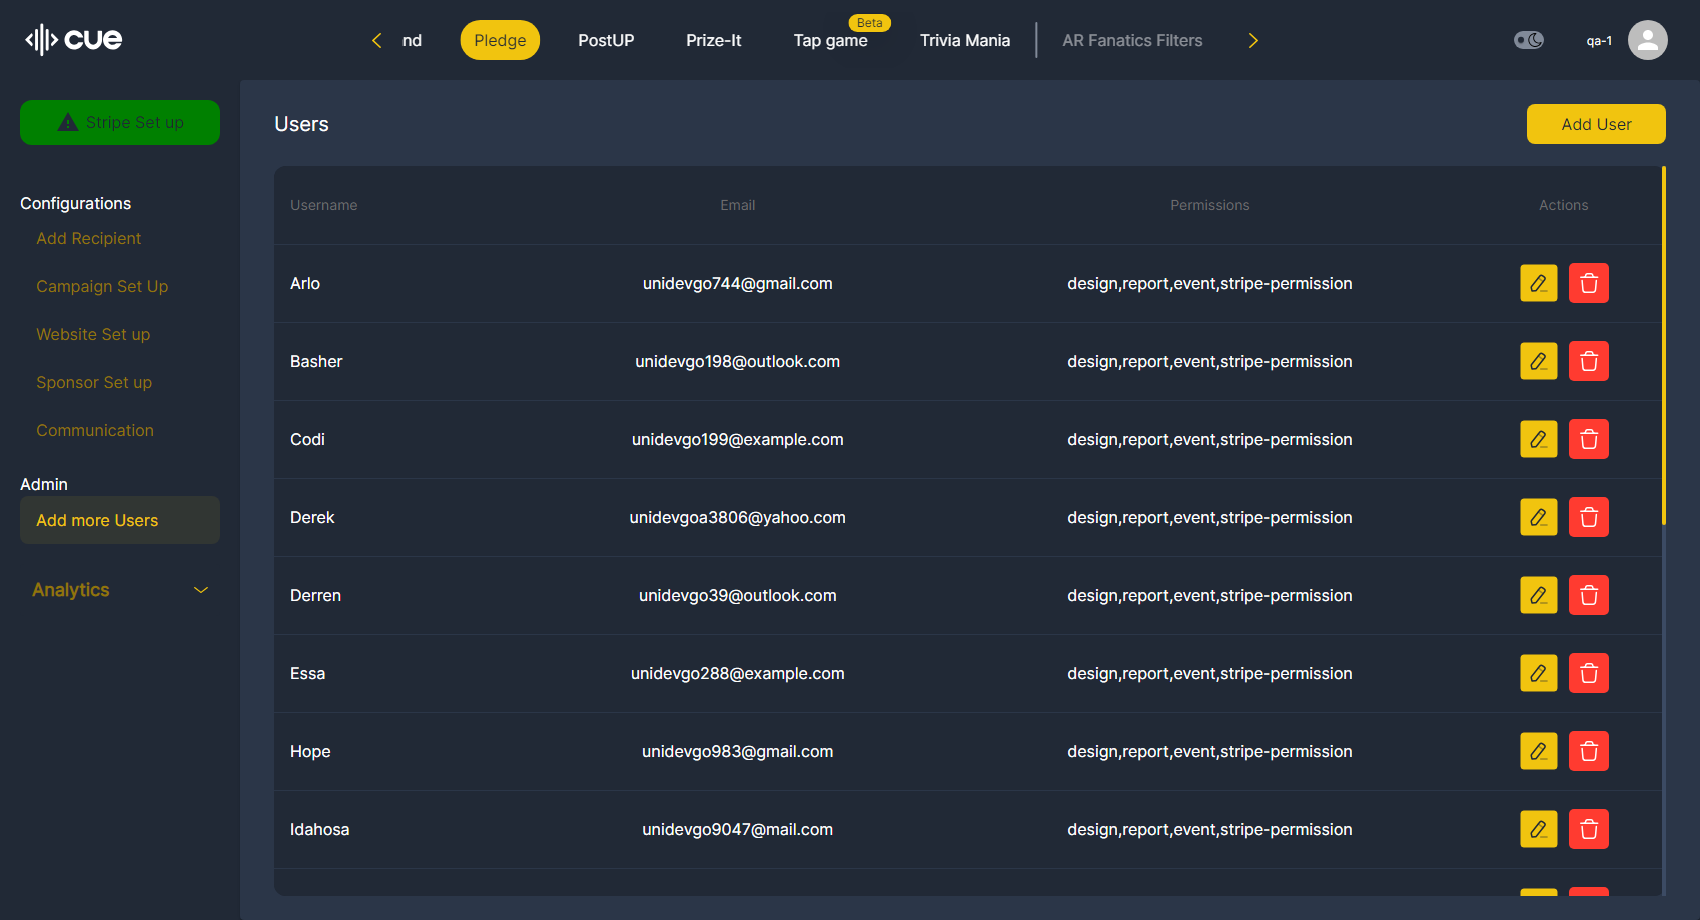 cue
nd
Pledge
PostUP
Prize-It
Beta
Tap game
Trivia Mania
AR Fanatics Filters
qa-1
Stripe Set up
Configurations
Add Recipient
Campaign Set Up
Website Set up
Sponsor Set up
Communication
Admin
Add more Users
Analytics
Users
Add User
Username Email Permissions Actions
Arlo unidevgo744@gmail.com design,report,event,stripe-permission
Basher unidevgo198@outlook.com design,report,event,stripe-permission
Codi unidevgo199@example.com design,report,event,stripe-permission
Derek unidevgoa3806@yahoo.com design,report,event,stripe-permission
Derren unidevgo39@outlook.com design,report,event,stripe-permission
Essa unidevgo288@example.com design,report,event,stripe-permission
Hope unidevgo983@gmail.com design,report,event,stripe-permission
Idahosa unidevgo9047@mail.com design,report,event,stripe-permission